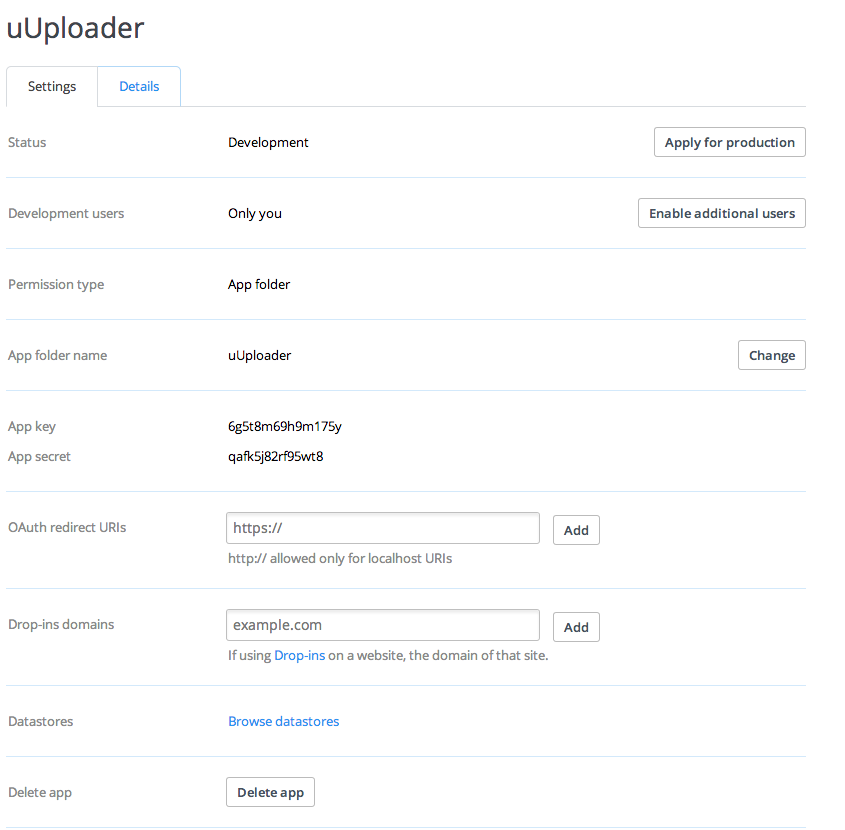 uUploader
Settings Details
Status Development Apply for production
Development users Only you Enable additional users
Permission type App folder
App folder name uUploader Change
App key 6g5t8m69h9m175y
App secret qafk5j82rf95wt8
OAuth redirect URIs https:// Add
http:// allowed only for localhost URIs
Drop-ins domains example.com Add
If using Drop-ins on a website, the domain of that site.
Datastores Browse datastores
Delete app Delete app